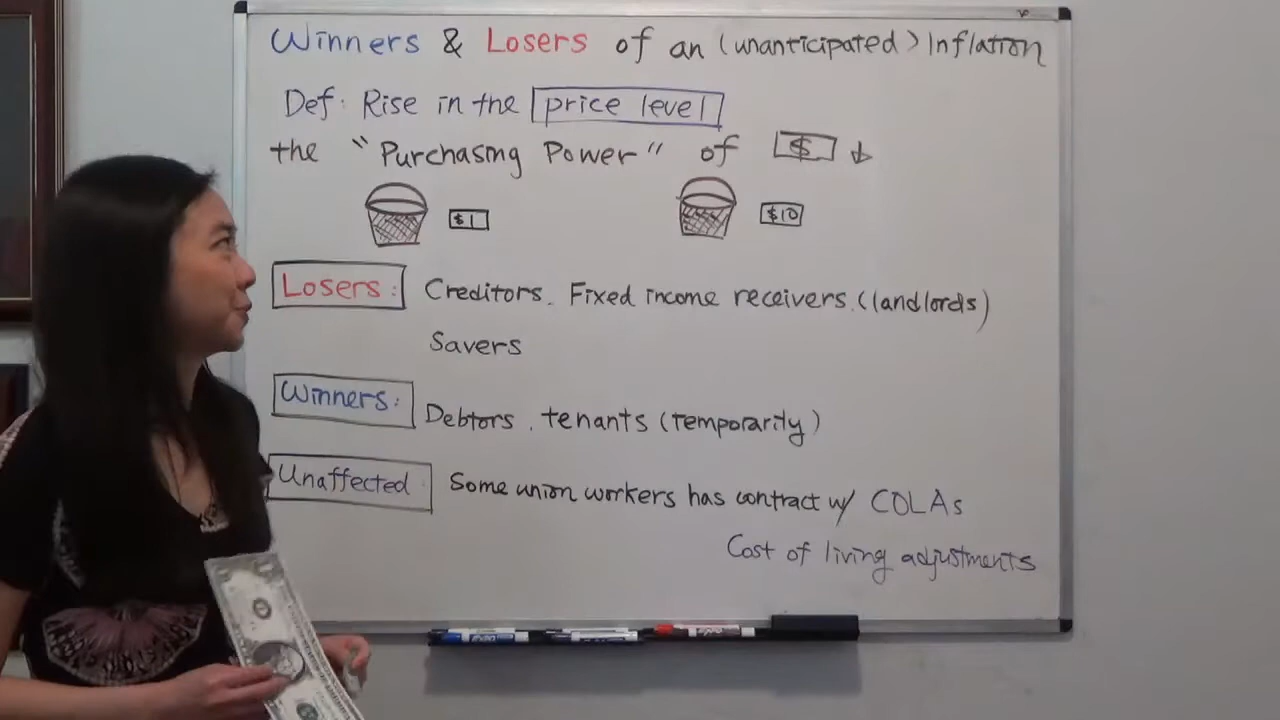 Winners & Losers of an (unanticipated) Inflation
Def: Rise in the price level
the "Purchasing Power" of $ ↓
$1 $10
Losers: Creditors. Fixed income receivers. (landlords)
Savers
Winners: Debtors. tenants (temporarity)
Unaffected: Some union workers has contract w/ COLAs
Cost of living adjustments